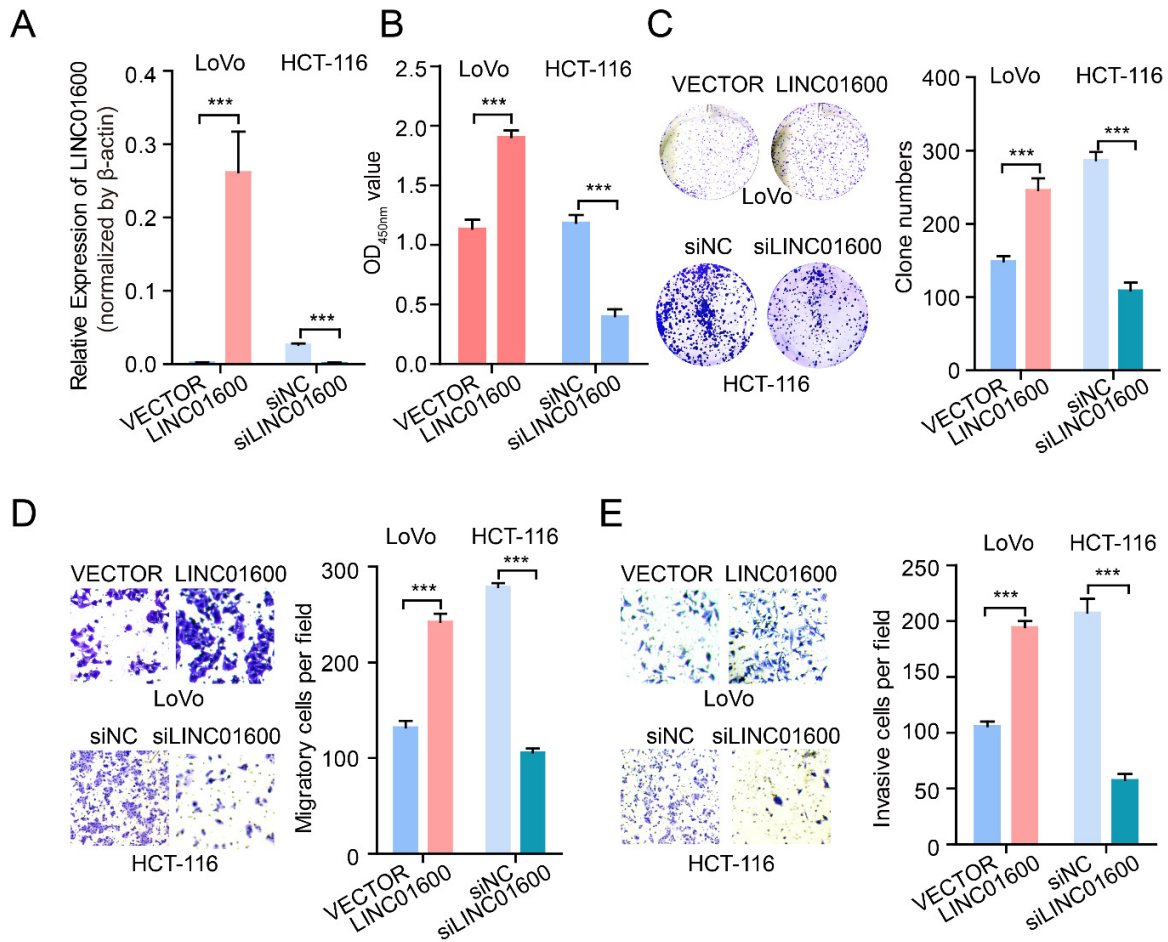 A
LoVo
HCT-116
Relative Expression of LINC01600
(normalized by β-actin)
0.4
0.3
0.2
0.1
0.0
***
***
VECTOR
LINC01600
siNC
siLINC01600
B
LoVo
HCT-116
OD450nm value
2.5
2.0
1.5
1.0
0.5
0.0
***
***
VECTOR
LINC01600
siNC
siLINC01600
C
VECTOR LINC01600
LoVo
siNC siLINC01600
HCT-116
LoVo
HCT-116
Clone numbers
400
300
200
100
0
***
***
VECTOR
LINC01600
siNC
siLINC01600
D
VECTOR LINC01600
LoVo
siNC siLINC01600
HCT-116
LoVo
HCT-116
Migratory cells per field
300
200
100
0
***
***
VECTOR
LINC01600
siNC
siLINC01600
E
VECTOR LINC01600
LoVo
siNC siLINC01600
HCT-116
LoVo
HCT-116
Invasive cells per field
250
200
150
100
50
0
***
***
VECTOR
LINC01600
siNC
siLINC01600